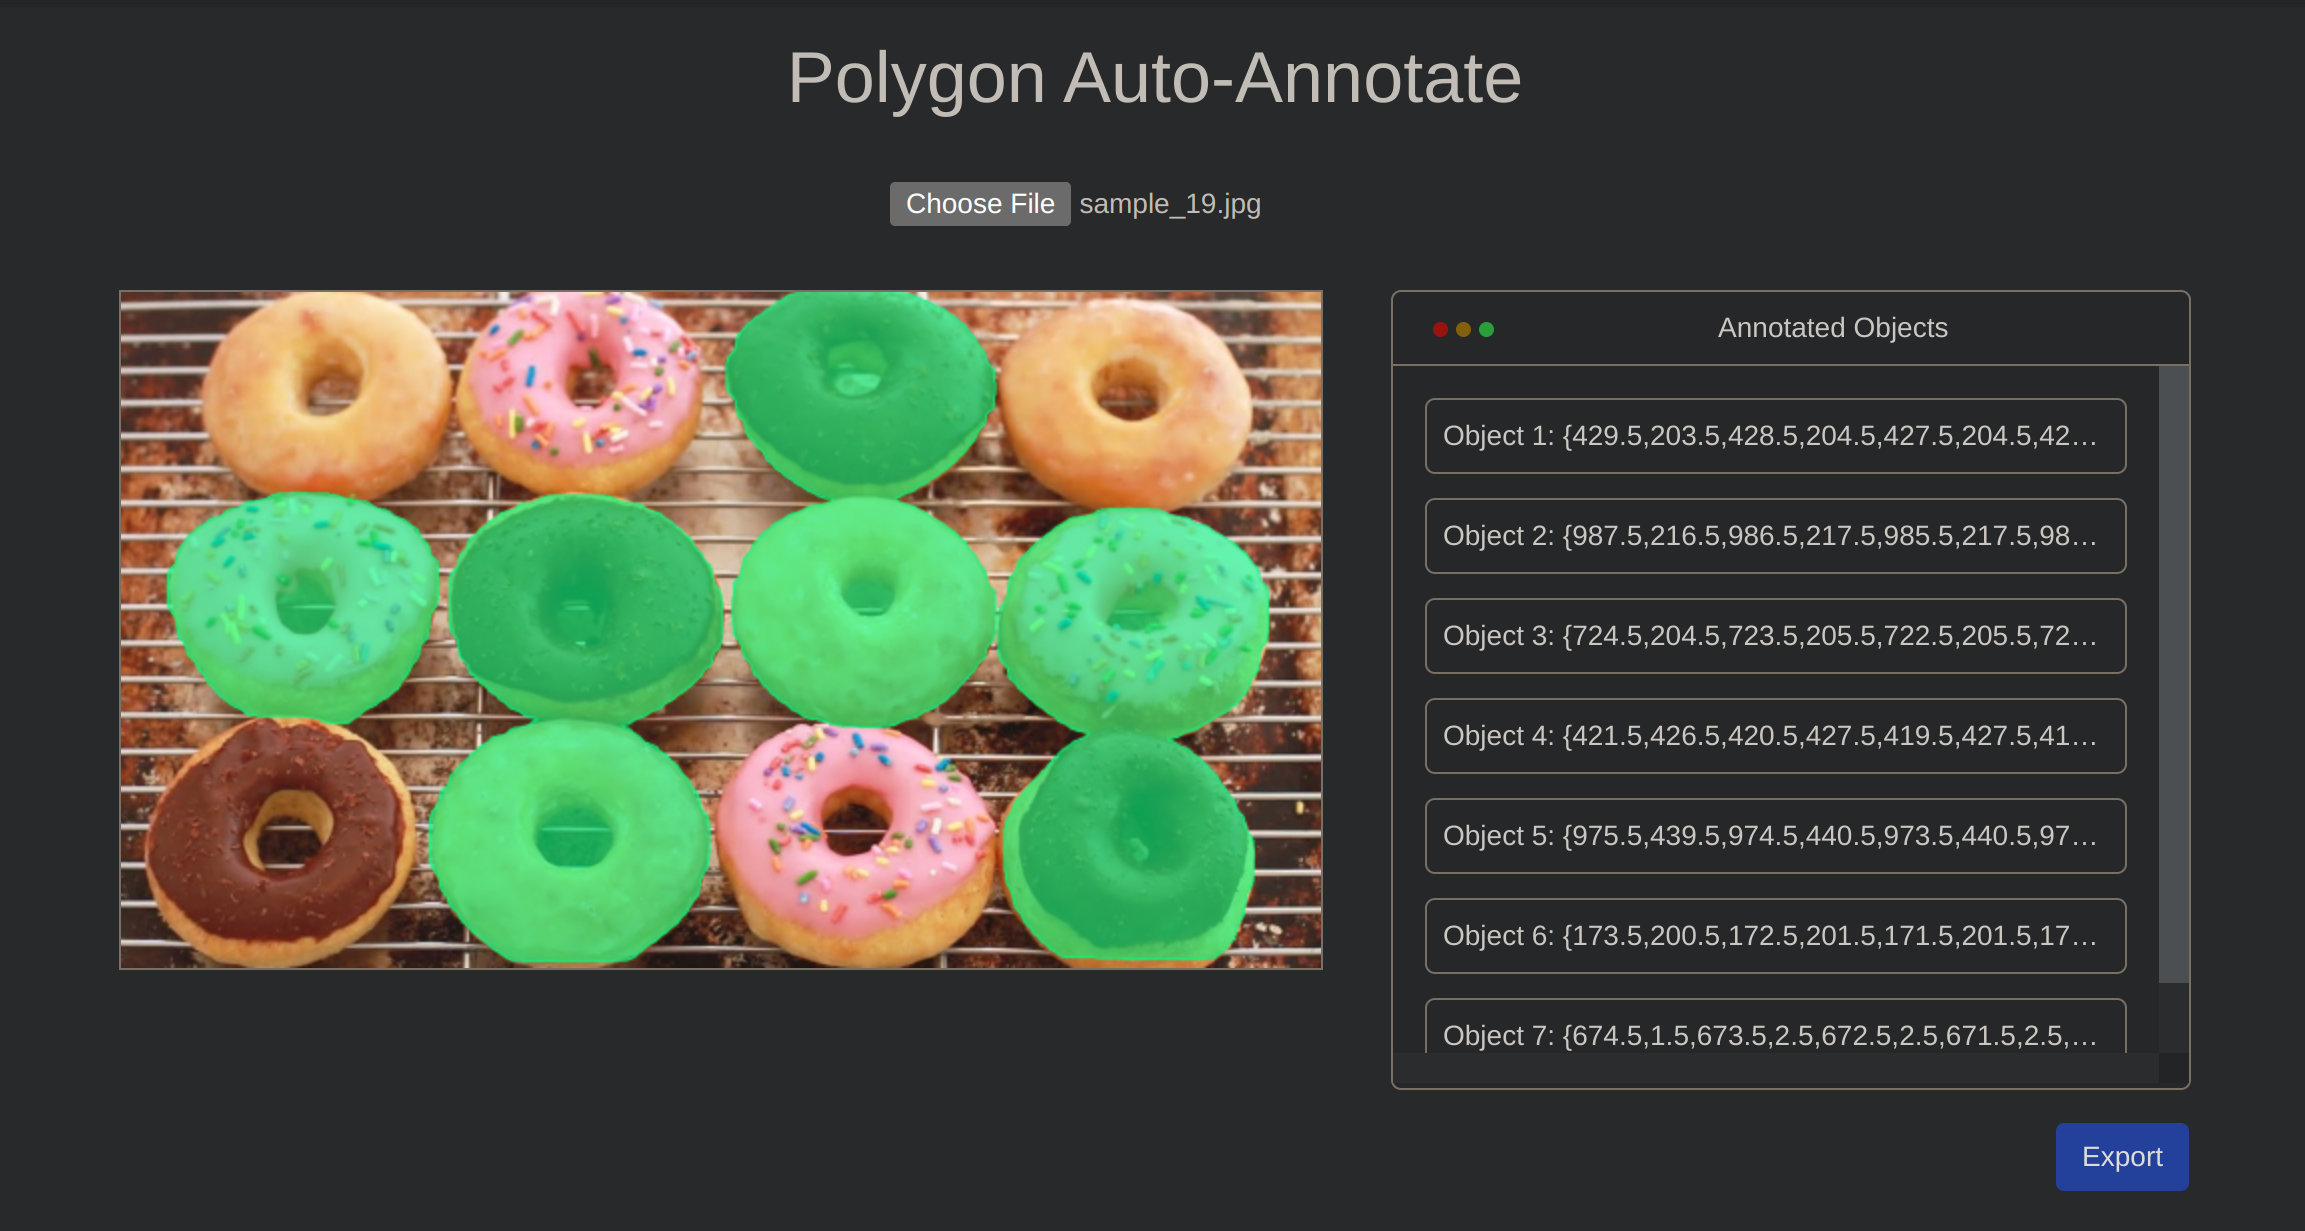 Polygon Auto-Annotate
Choose File sample_19.jpg
Annotated Objects
Object 1: {429.5,203.5,428.5,204.5,427.5,204.5,42…
Object 2: {987.5,216.5,986.5,217.5,985.5,217.5,98…
Object 3: {724.5,204.5,723.5,205.5,722.5,205.5,72…
Object 4: {421.5,426.5,420.5,427.5,419.5,427.5,41…
Object 5: {975.5,439.5,974.5,440.5,973.5,440.5,97…
Object 6: {173.5,200.5,172.5,201.5,171.5,201.5,17…
Object 7: {674.5,1.5,673.5,2.5,672.5,2.5,671.5,2.5,…
Export